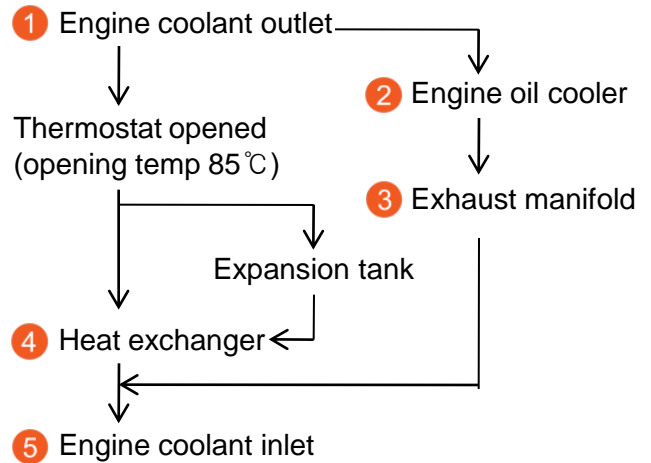 1 Engine coolant outlet
2 Engine oil cooler
Thermostat opened
(opening temp 85℃)
3 Exhaust manifold
Expansion tank
4 Heat exchanger
5 Engine coolant inlet